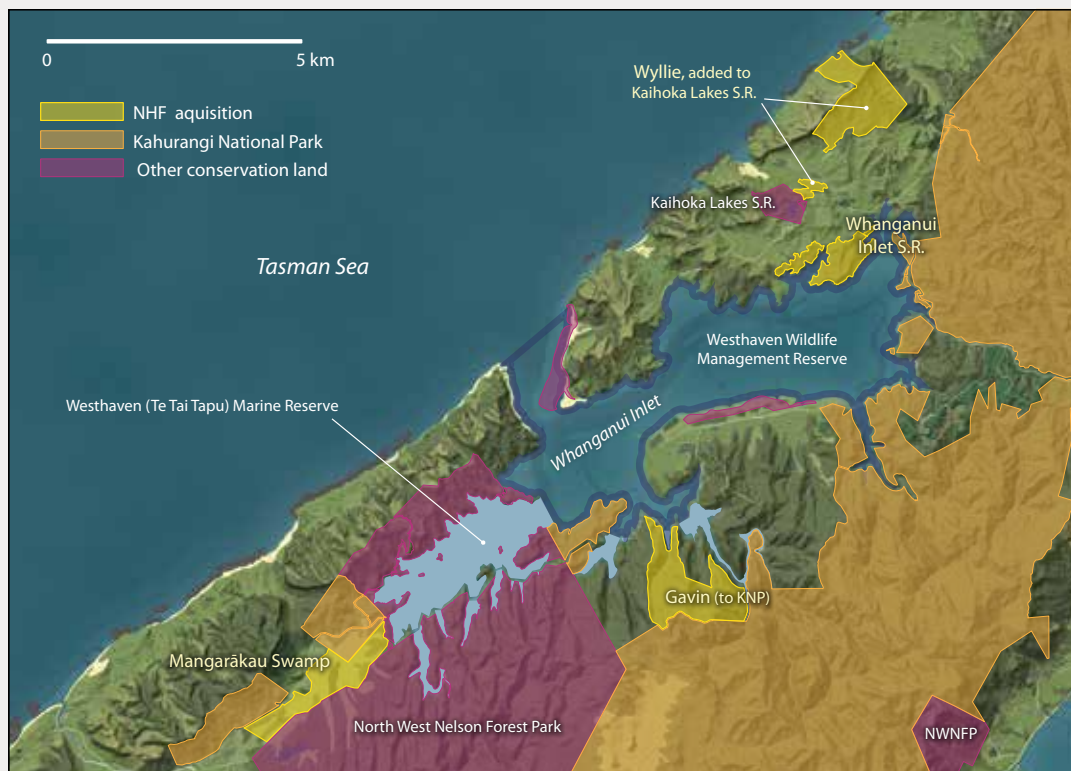 0
5 km
NHF aquisition
Kahurangi National Park
Other conservation land
Wyllie, added to
Kaihoka Lakes S.R.
Kaihoka Lakes S.R.
Whanganui
Inlet S.R.
Tasman Sea
Westhaven Wildlife
Management Reserve
Westhaven (Te Tai Tapu) Marine Reserve
Whanganui Inlet
Gavin (to KNP)
Mangarākau Swamp
North West Nelson Forest Park
NWNFP